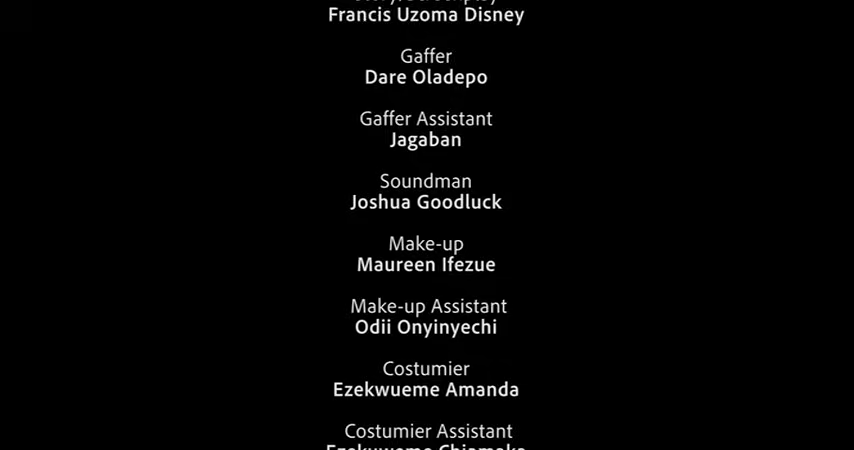 Francis Uzoma Disney
Gaffer
Dare Oladepo
Gaffer Assistant
Jagaban
Soundman
Joshua Goodluck
Make-up
Maureen Ifezue
Make-up Assistant
Odii Onyinyechi
Costumier
Ezekwueme Amanda
Costumier Assistant